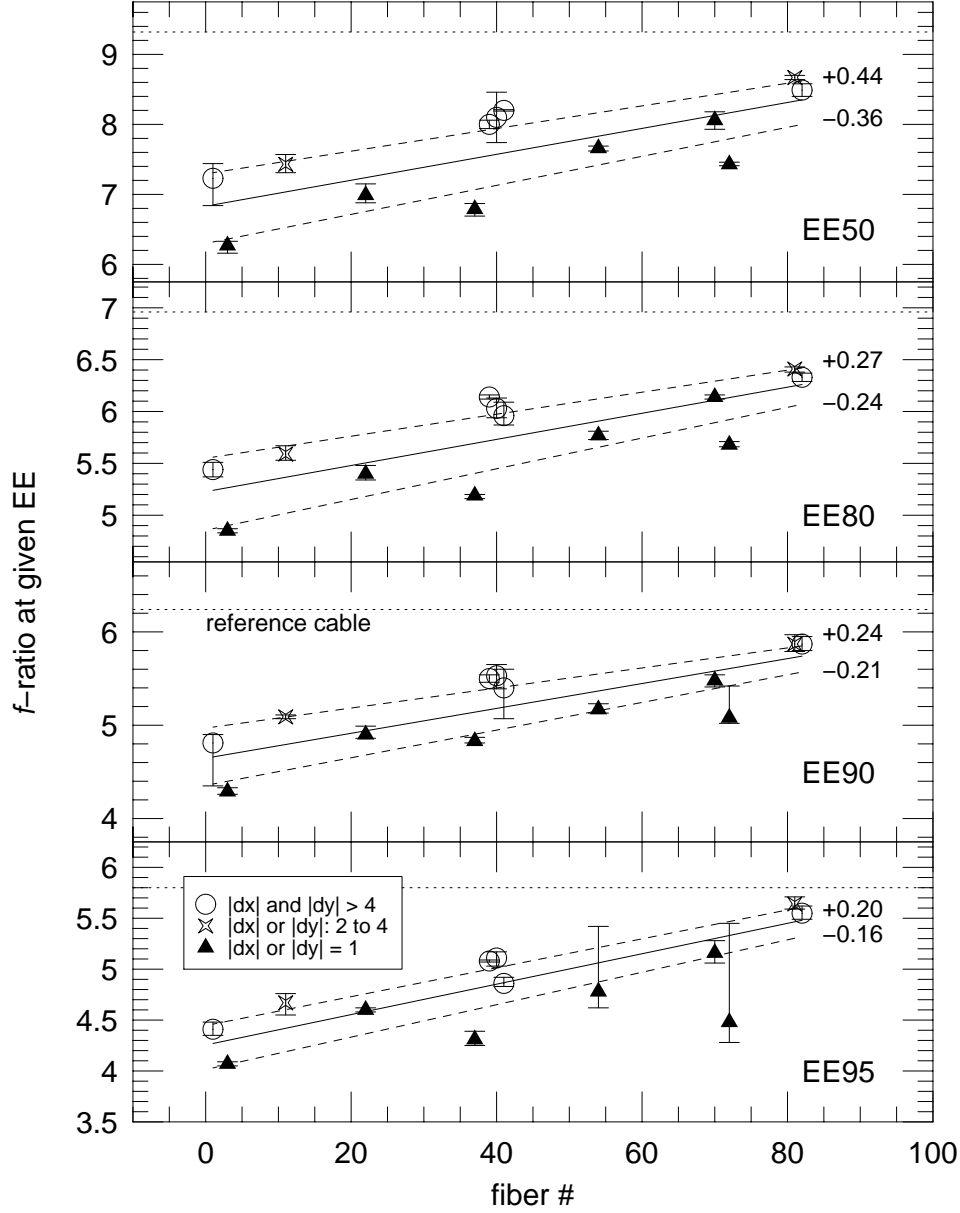 9
8
7
6
+0.44
−0.36
EE50
7
6.5
6
5.5
5
+0.27
−0.24
EE80
f−ratio at given EE
6
5
4
reference cable
+0.24
−0.21
EE90
6
5.5
5
4.5
4
3.5
|dx| and |dy| > 4
|dx| or |dy|: 2 to 4
|dx| or |dy| = 1
+0.20
−0.16
EE95
0 20 40 60 80 100
fiber #